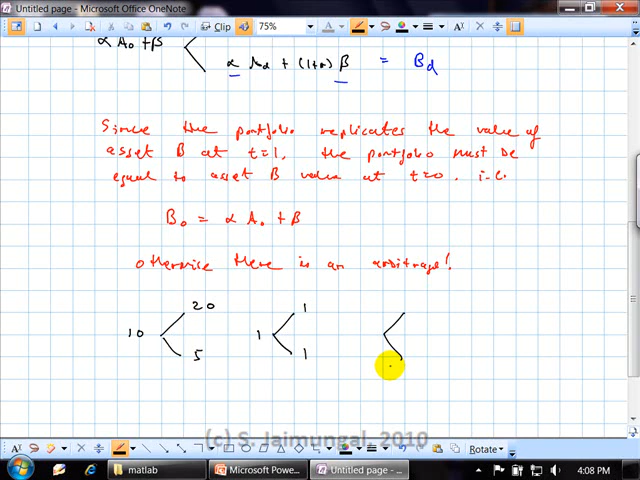 Untitled page - Microsoft Office OneNote
Clip
75%
α A₀ + β
α A_d + (1+r) β = B_d
Since the portfolio replicates the value of
asset B at t=1, the portfolio must be
equal to asset B value at t=0. i.e.
B₀ = α A₀ + β
otherwise there is an arbitrage!
20 1
10 1
5 1
(c) S. Jaimungal, 2010
Rotate
matlab
Microsoft Powe...
Untitled page - ...
4:08 PM